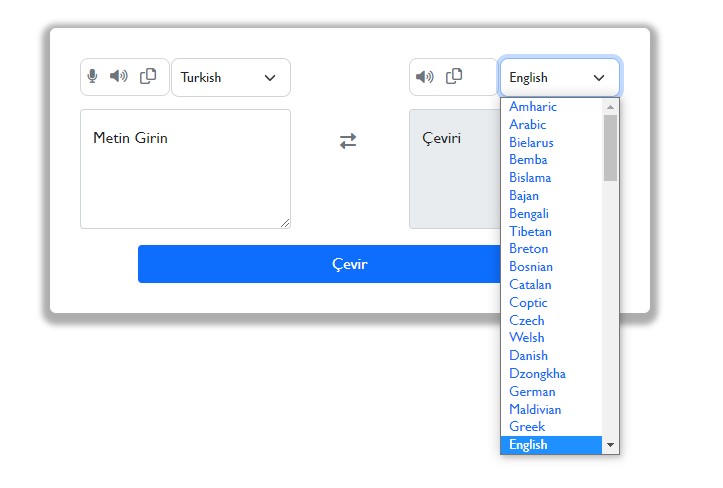 Turkish
English
Metin Girin
Çeviri
Çevir
Amharic
Arabic
Bielarus
Bemba
Bislama
Bajan
Bengali
Tibetan
Breton
Bosnian
Catalan
Coptic
Czech
Welsh
Danish
Dzongkha
German
Maldivian
Greek
English